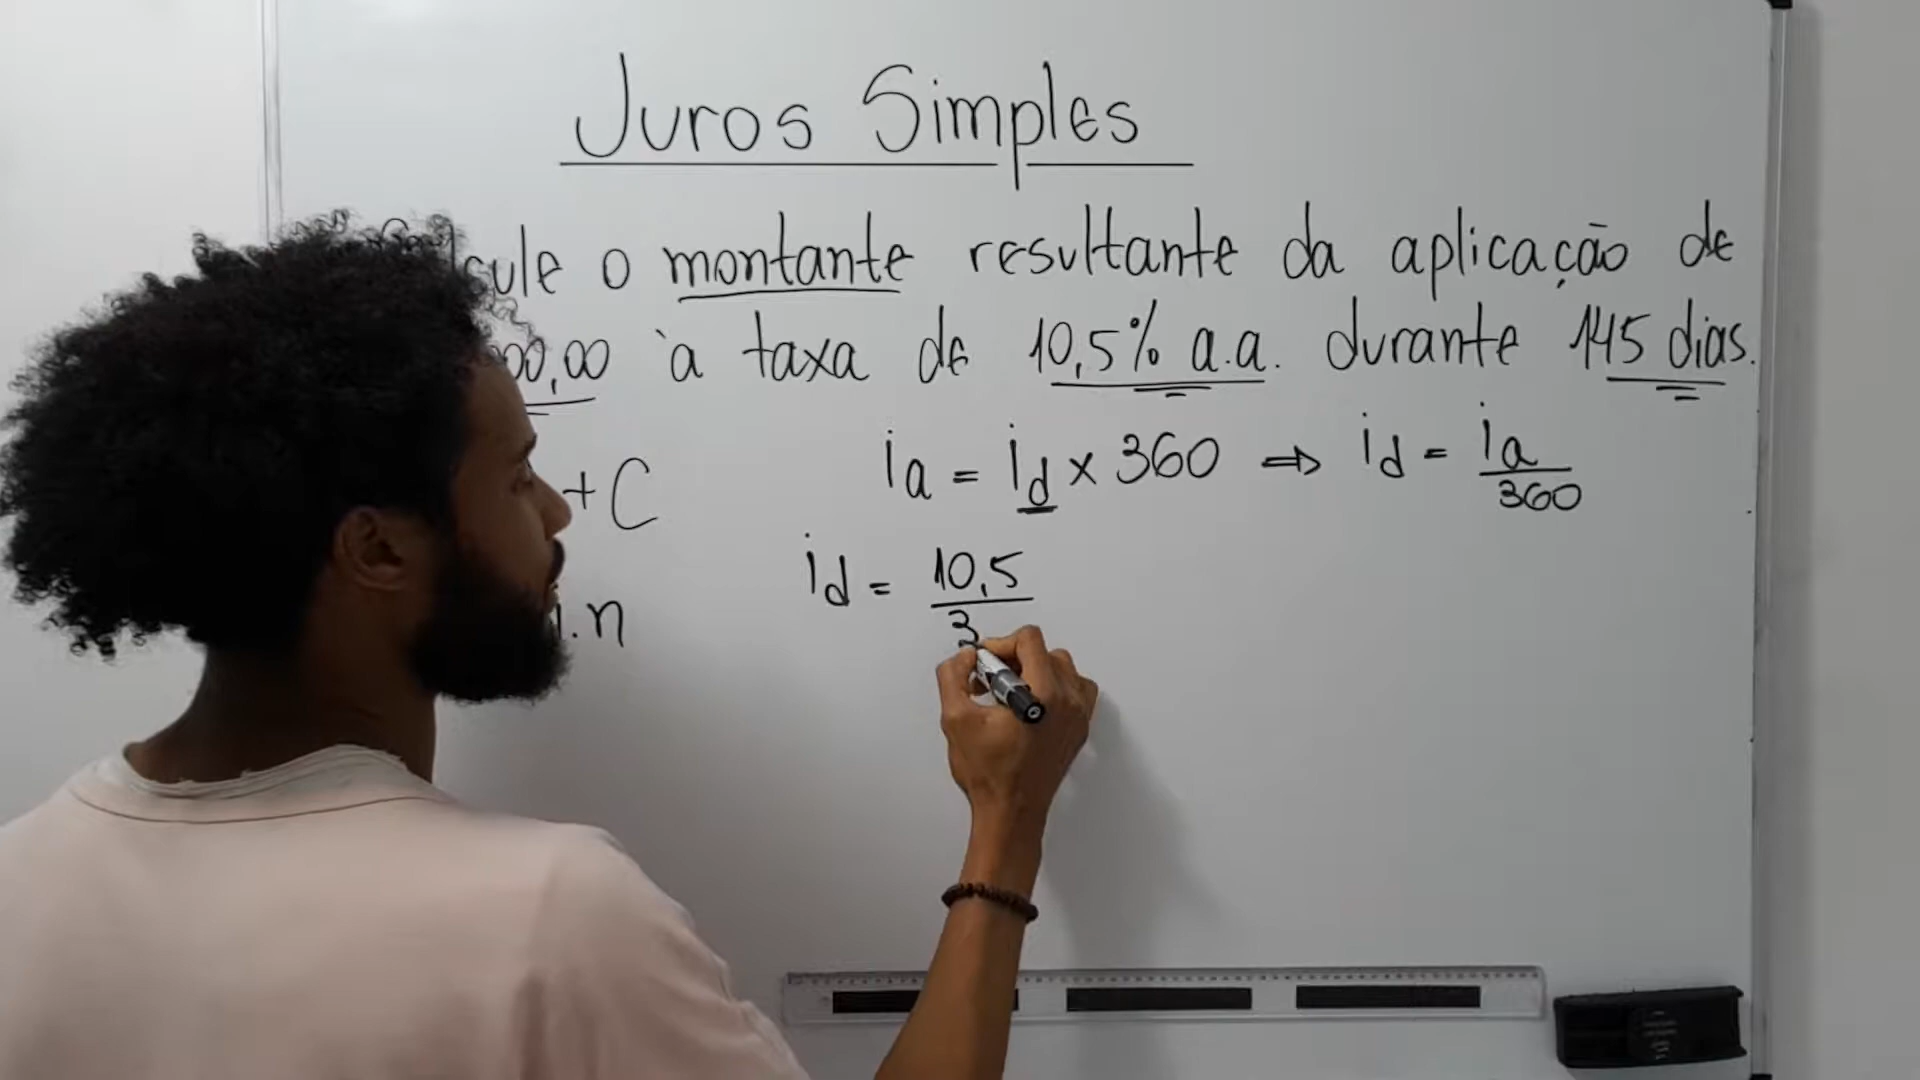 Juros Simples
o montante resultante da aplicação de
00,00 à taxa de 10,5% a.a. durante 145 dias.
+ C
ia = id x 360 ⇒ id = ia/360
id = 10,5/3
i.n